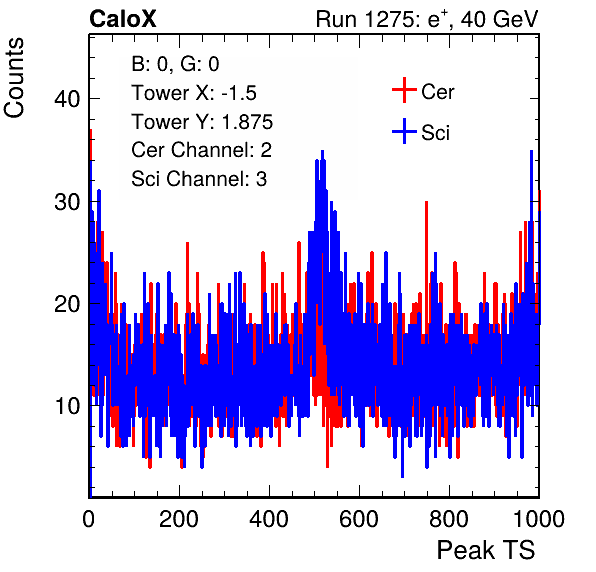 CaloX Run 1275: e⁺, 40 GeV
Counts
B: 0, G: 0
Tower X: -1.5
Tower Y: 1.875
Cer Channel: 2
Sci Channel: 3
Cer
Sci
40
30
20
10
0 200 400 600 800 1000
Peak TS